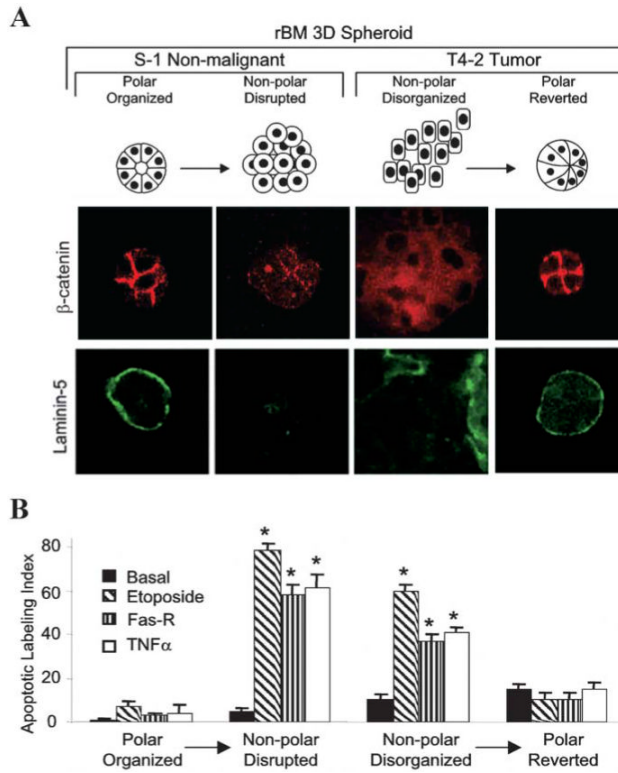 A
rBM 3D Spheroid
S-1 Non-malignant T4-2 Tumor
Polar Organized Non-polar Disrupted Non-polar Disorganized Polar Reverted
β-catenin
Laminin-5
B
Apoptotic Labeling Index
80
60
40
20
0
Basal
Etoposide
Fas-R
TNFα
* * * * * *
Polar Organized Non-polar Disrupted Non-polar Disorganized Polar Reverted